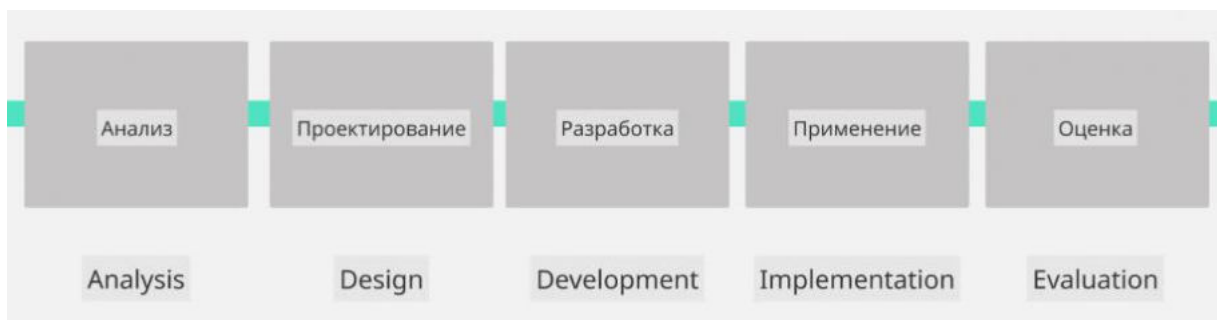 Анализ
Проектирование
Разработка
Применение
Оценка
Analysis
Design
Development
Implementation
Evaluation